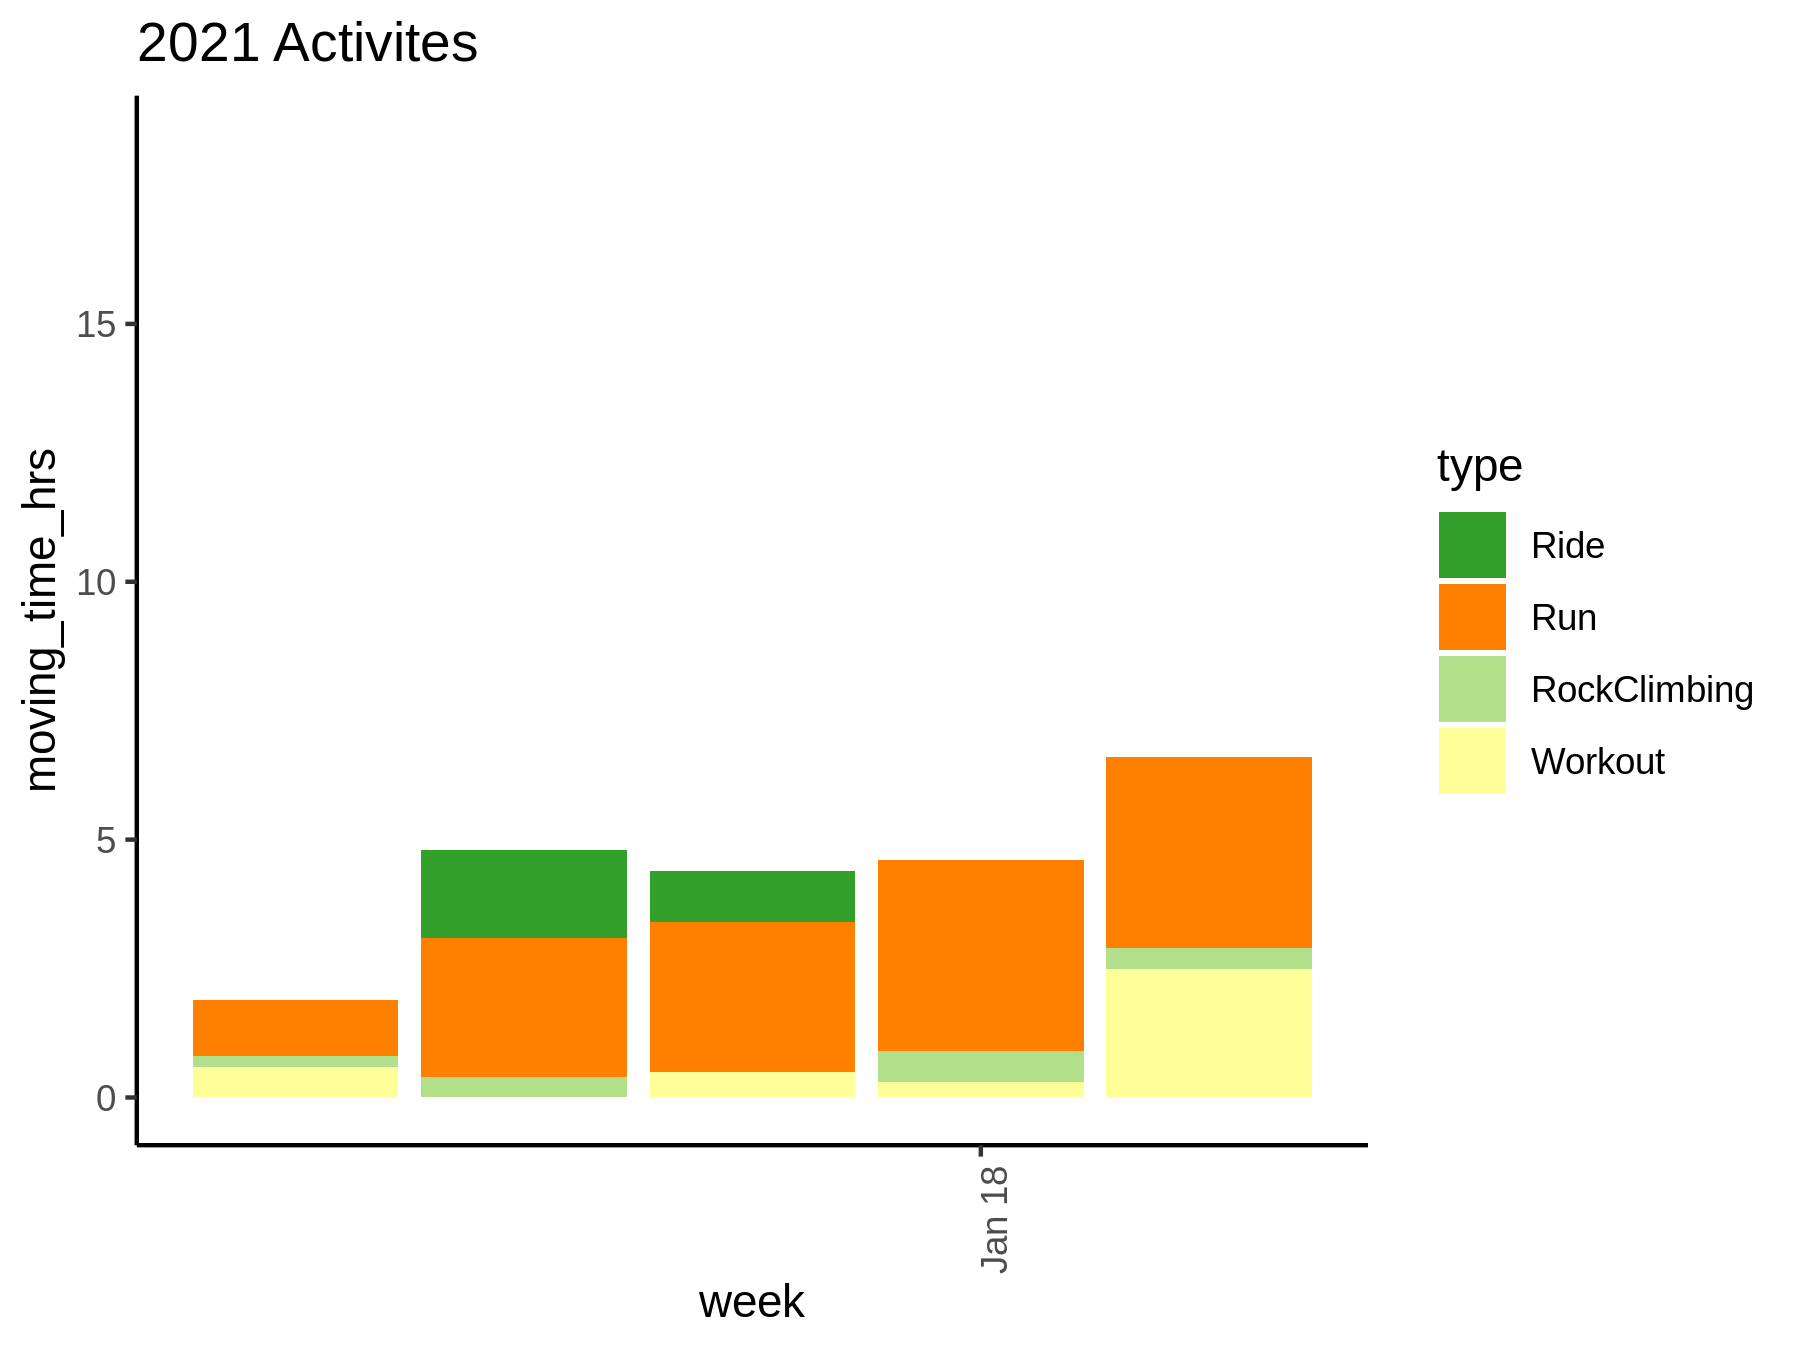 2021 Activites
moving_time_hrs
15
10
5
0
Jan 18
week
type
Ride
Run
RockClimbing
Workout